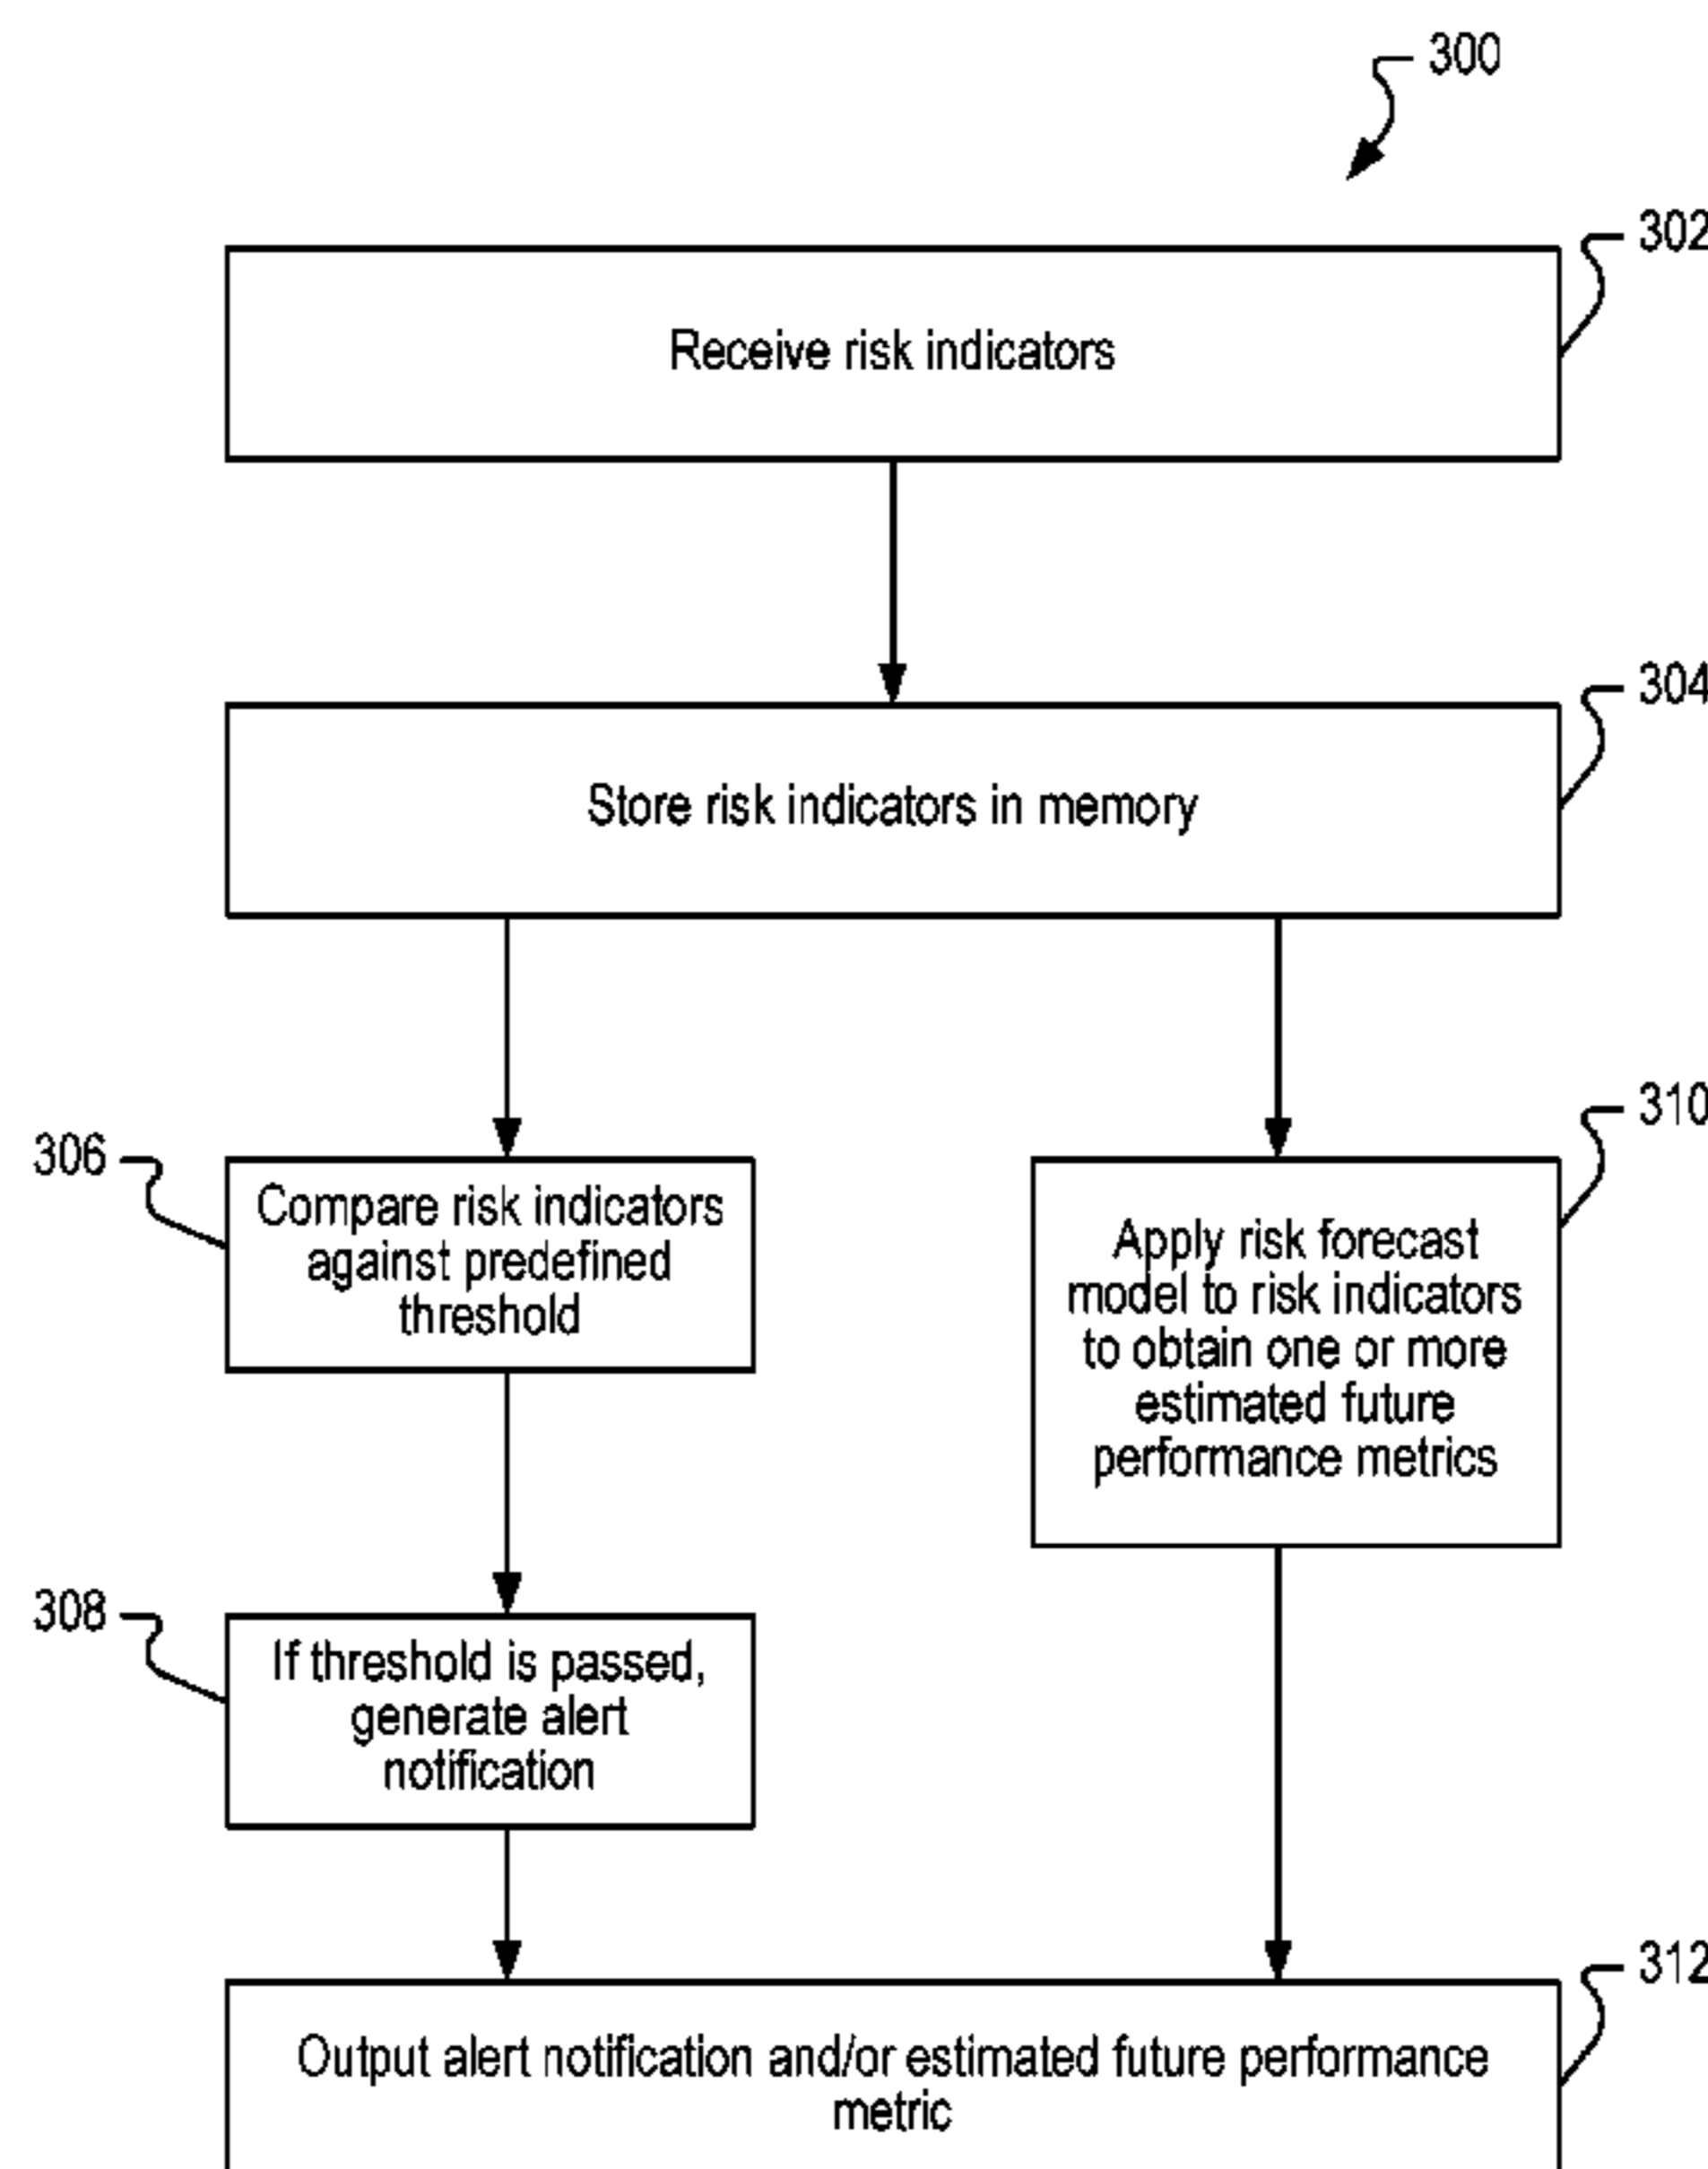 300
302
Receive risk indicators
304
Store risk indicators in memory
306
Compare risk indicators
against predefined
threshold
310
Apply risk forecast
model to risk indicators
to obtain one or more
estimated future
performance metrics
308
If threshold is passed,
generate alert
notification
312
Output alert notification and/or estimated future performance
metric